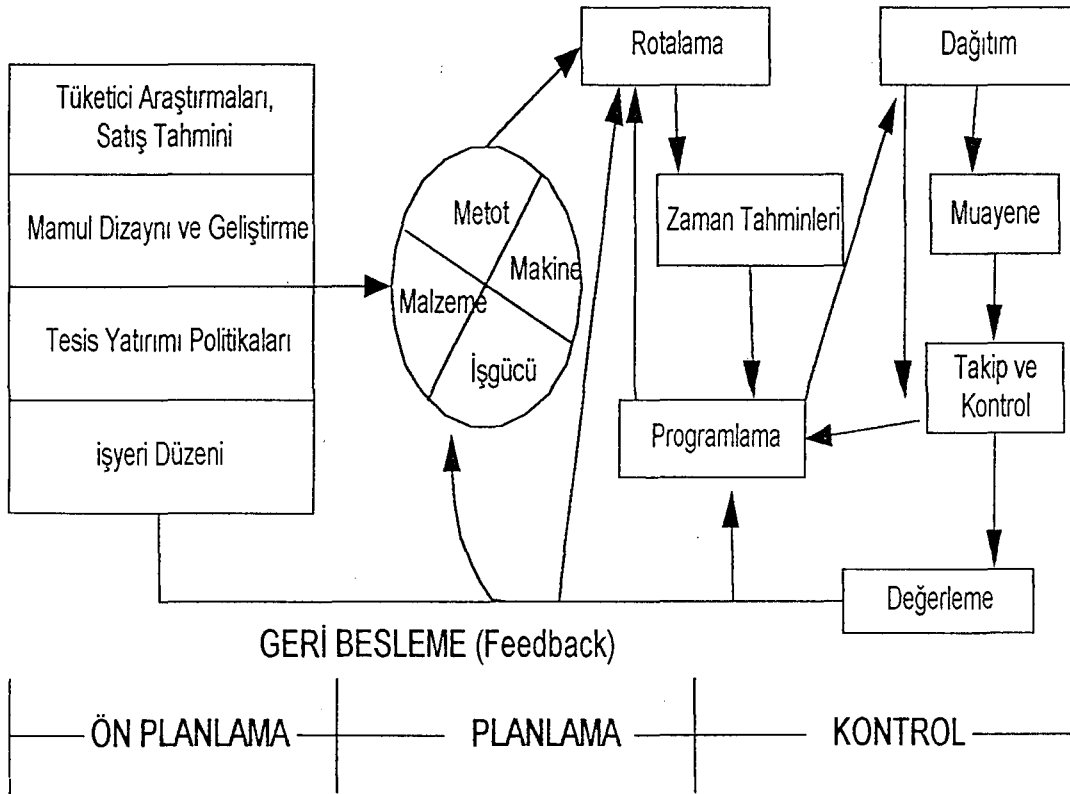 Tüketici Araştırmaları,
Satış Tahmini
Mamul Dizaynı ve Geliştirme
Tesis Yatırımı Politikaları
işyeri Düzeni
Metot
Makine
Malzeme
İşgücü
Rotalama
Zaman Tahminleri
Programlama
Dağıtım
Muayene
Takip ve
Kontrol
Değerleme
GERİ BESLEME (Feedback)
ÖN PLANLAMA
PLANLAMA
KONTROL